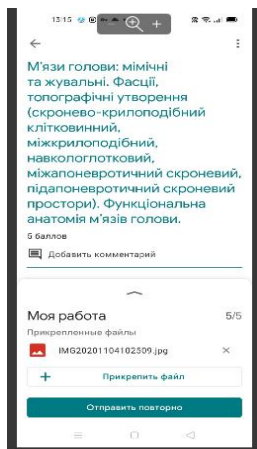 13:15
М'язи голови: мімічні
та жувальні. Фасції,
топографічні утворення
(скронево-крилоподібний
клітковинний,
міжкрилоподібний,
навкологлотковий,
міжапоневротичний скроневий,
підапоневротичний скроневий
простори). Функціональна
анатомія м'язів голови.
5 баллов
Добавить комментарий
Моя работа 5/5
Прикрепленные файлы
IMG20201104102509.jpg
Прикрепить файл
Отправить повторно